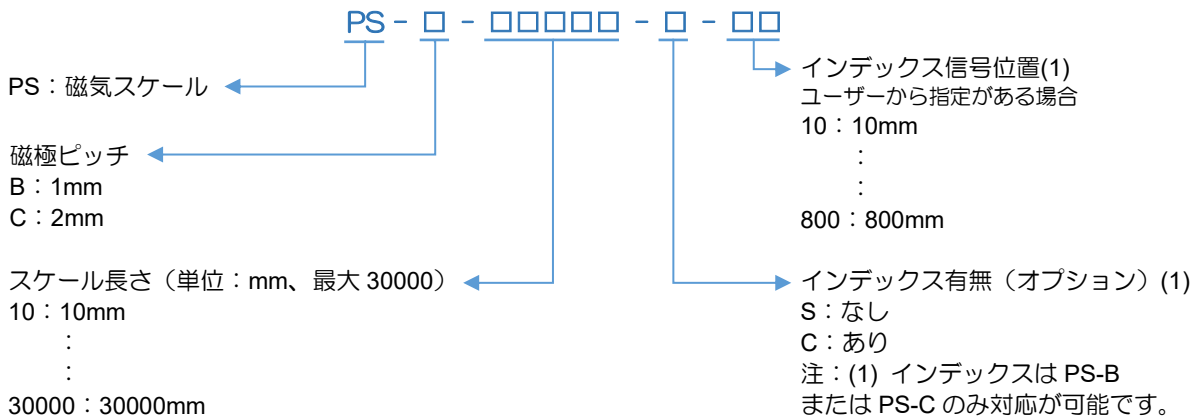 PS - □ - □□□□□ - □ - □□
PS：磁気スケール
磁極ピッチ
B：1mm
C：2mm
スケール長さ（単位：mm、最大 30000）
10：10mm
：
：
30000：30000mm
インデックス信号位置(1)
ユーザーから指定がある場合
10：10mm
：
：
800：800mm
インデックス有無（オプション）(1)
S：なし
C：あり
注：(1) インデックスは PS-B
または PS-C のみ対応が可能です。